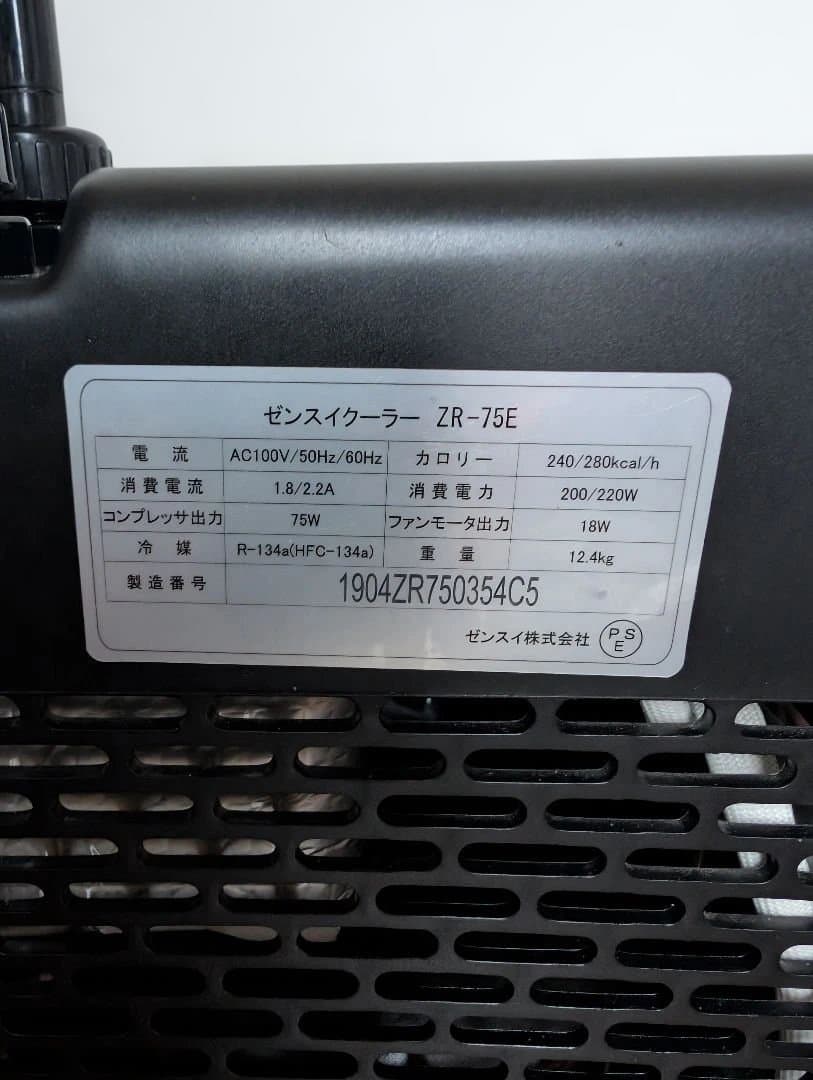 ゼンスイクーラー ZR-75E
電流 AC100V/50Hz/60Hz カロリー 240/280kcal/h
消費電流 1.8/2.2A 消費電力 200/220W
コンプレッサ出力 75W ファンモータ出力 18W
冷媒 R-134a(HFC-134a) 重量 12.4kg
製造番号 1904ZR750354C5
ゼンスイ株式会社 PSE